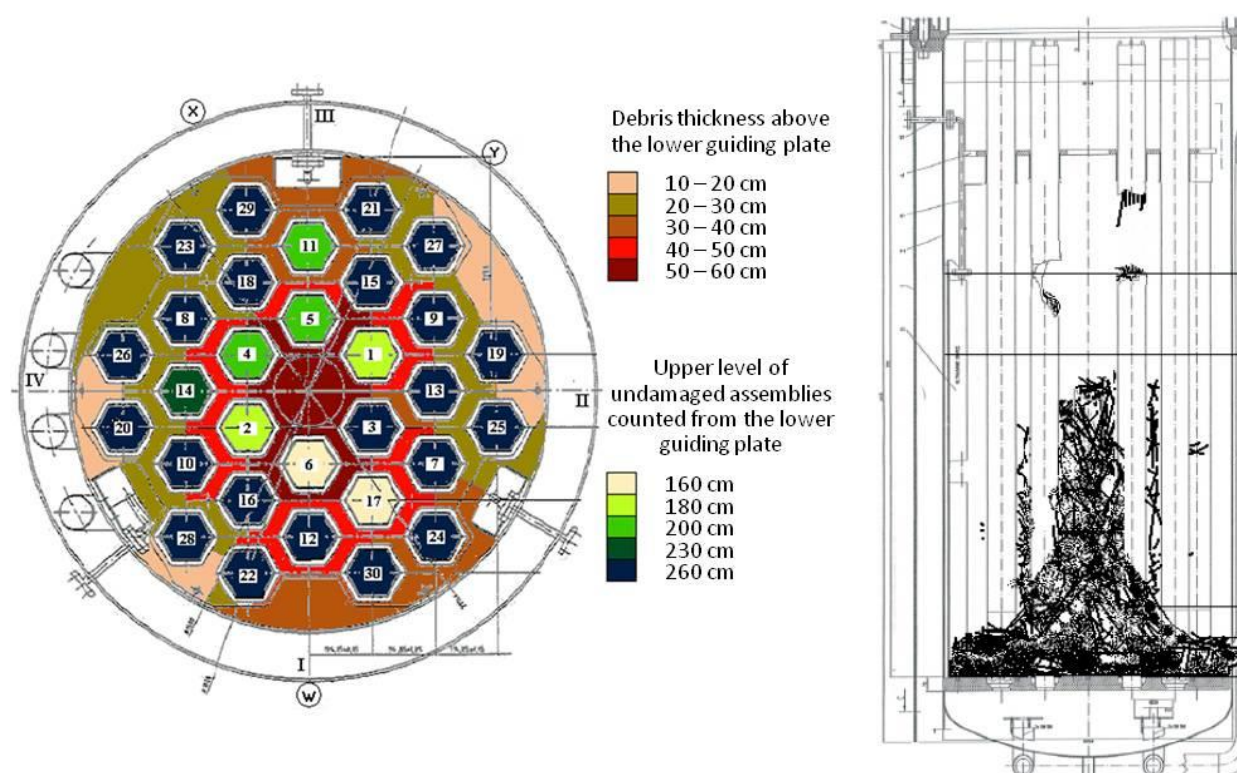 X
III
Y
29
21
23
11
27
18
15
8
5
9
26
4
1
19
IV
14
13
II
20
2
3
25
10
6
7
16
17
28
12
24
22
30
I
W
Debris thickness above
the lower guiding plate
10 – 20 cm
20 – 30 cm
30 – 40 cm
40 – 50 cm
50 – 60 cm
Upper level of
undamaged assemblies
counted from the lower
guiding plate
160 cm
180 cm
200 cm
230 cm
260 cm